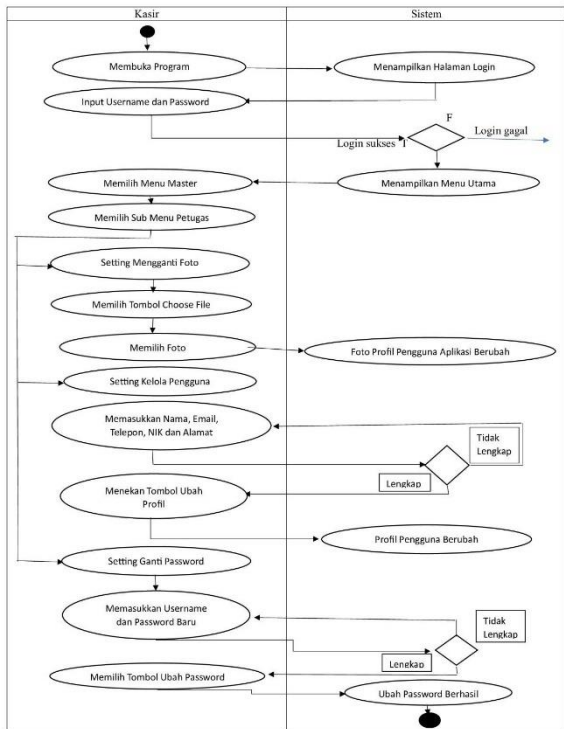 Kasir
Sistem
Membuka Program
Menampilkan Halaman Login
Input Username dan Password
F
Login gagal
Login sukses T
Memilih Menu Master
Menampilkan Menu Utama
Memilih Sub Menu Petugas
Setting Mengganti Foto
Memilih Tombol Choose File
Memilih Foto
Foto Profil Pengguna Aplikasi Berubah
Setting Kelola Pengguna
Memasukkan Nama, Email,
Telepon, NIK dan Alamat
Tidak
Lengkap
Lengkap
Menekan Tombol Ubah
Profil
Profil Pengguna Berubah
Setting Ganti Password
Memasukkan Username
dan Password Baru
Tidak
Lengkap
Lengkap
Memilih Tombol Ubah Password
Ubah Password Berhasil